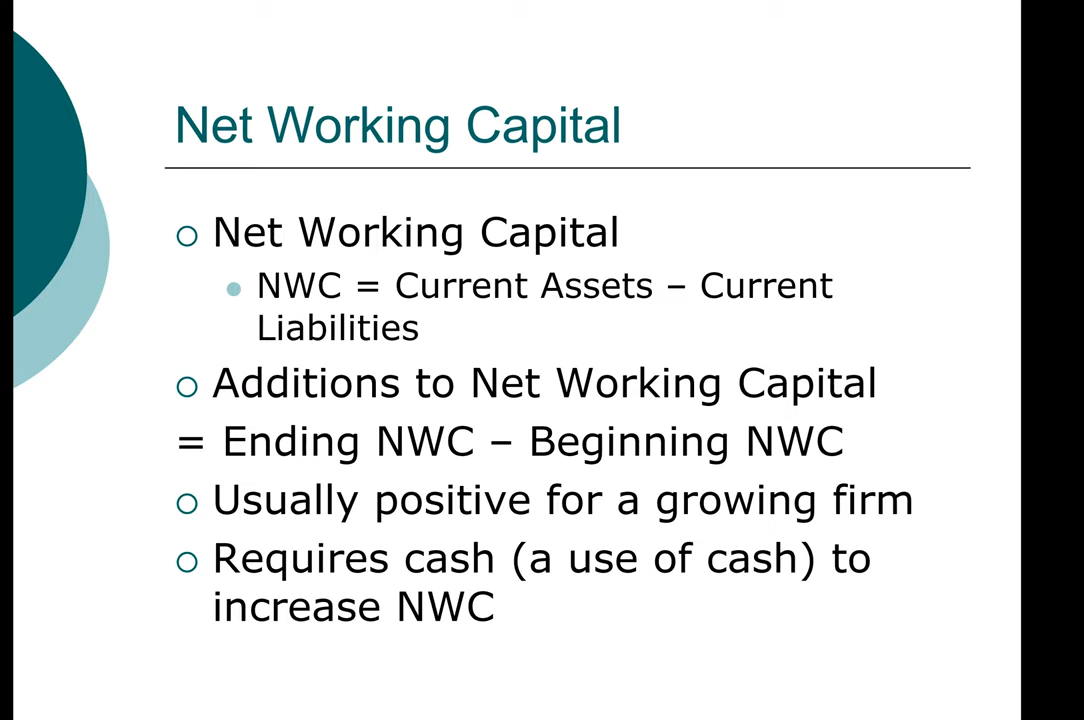 Net Working Capital
Net Working Capital
NWC = Current Assets – Current
Liabilities
Additions to Net Working Capital
= Ending NWC – Beginning NWC
Usually positive for a growing firm
Requires cash (a use of cash) to
increase NWC